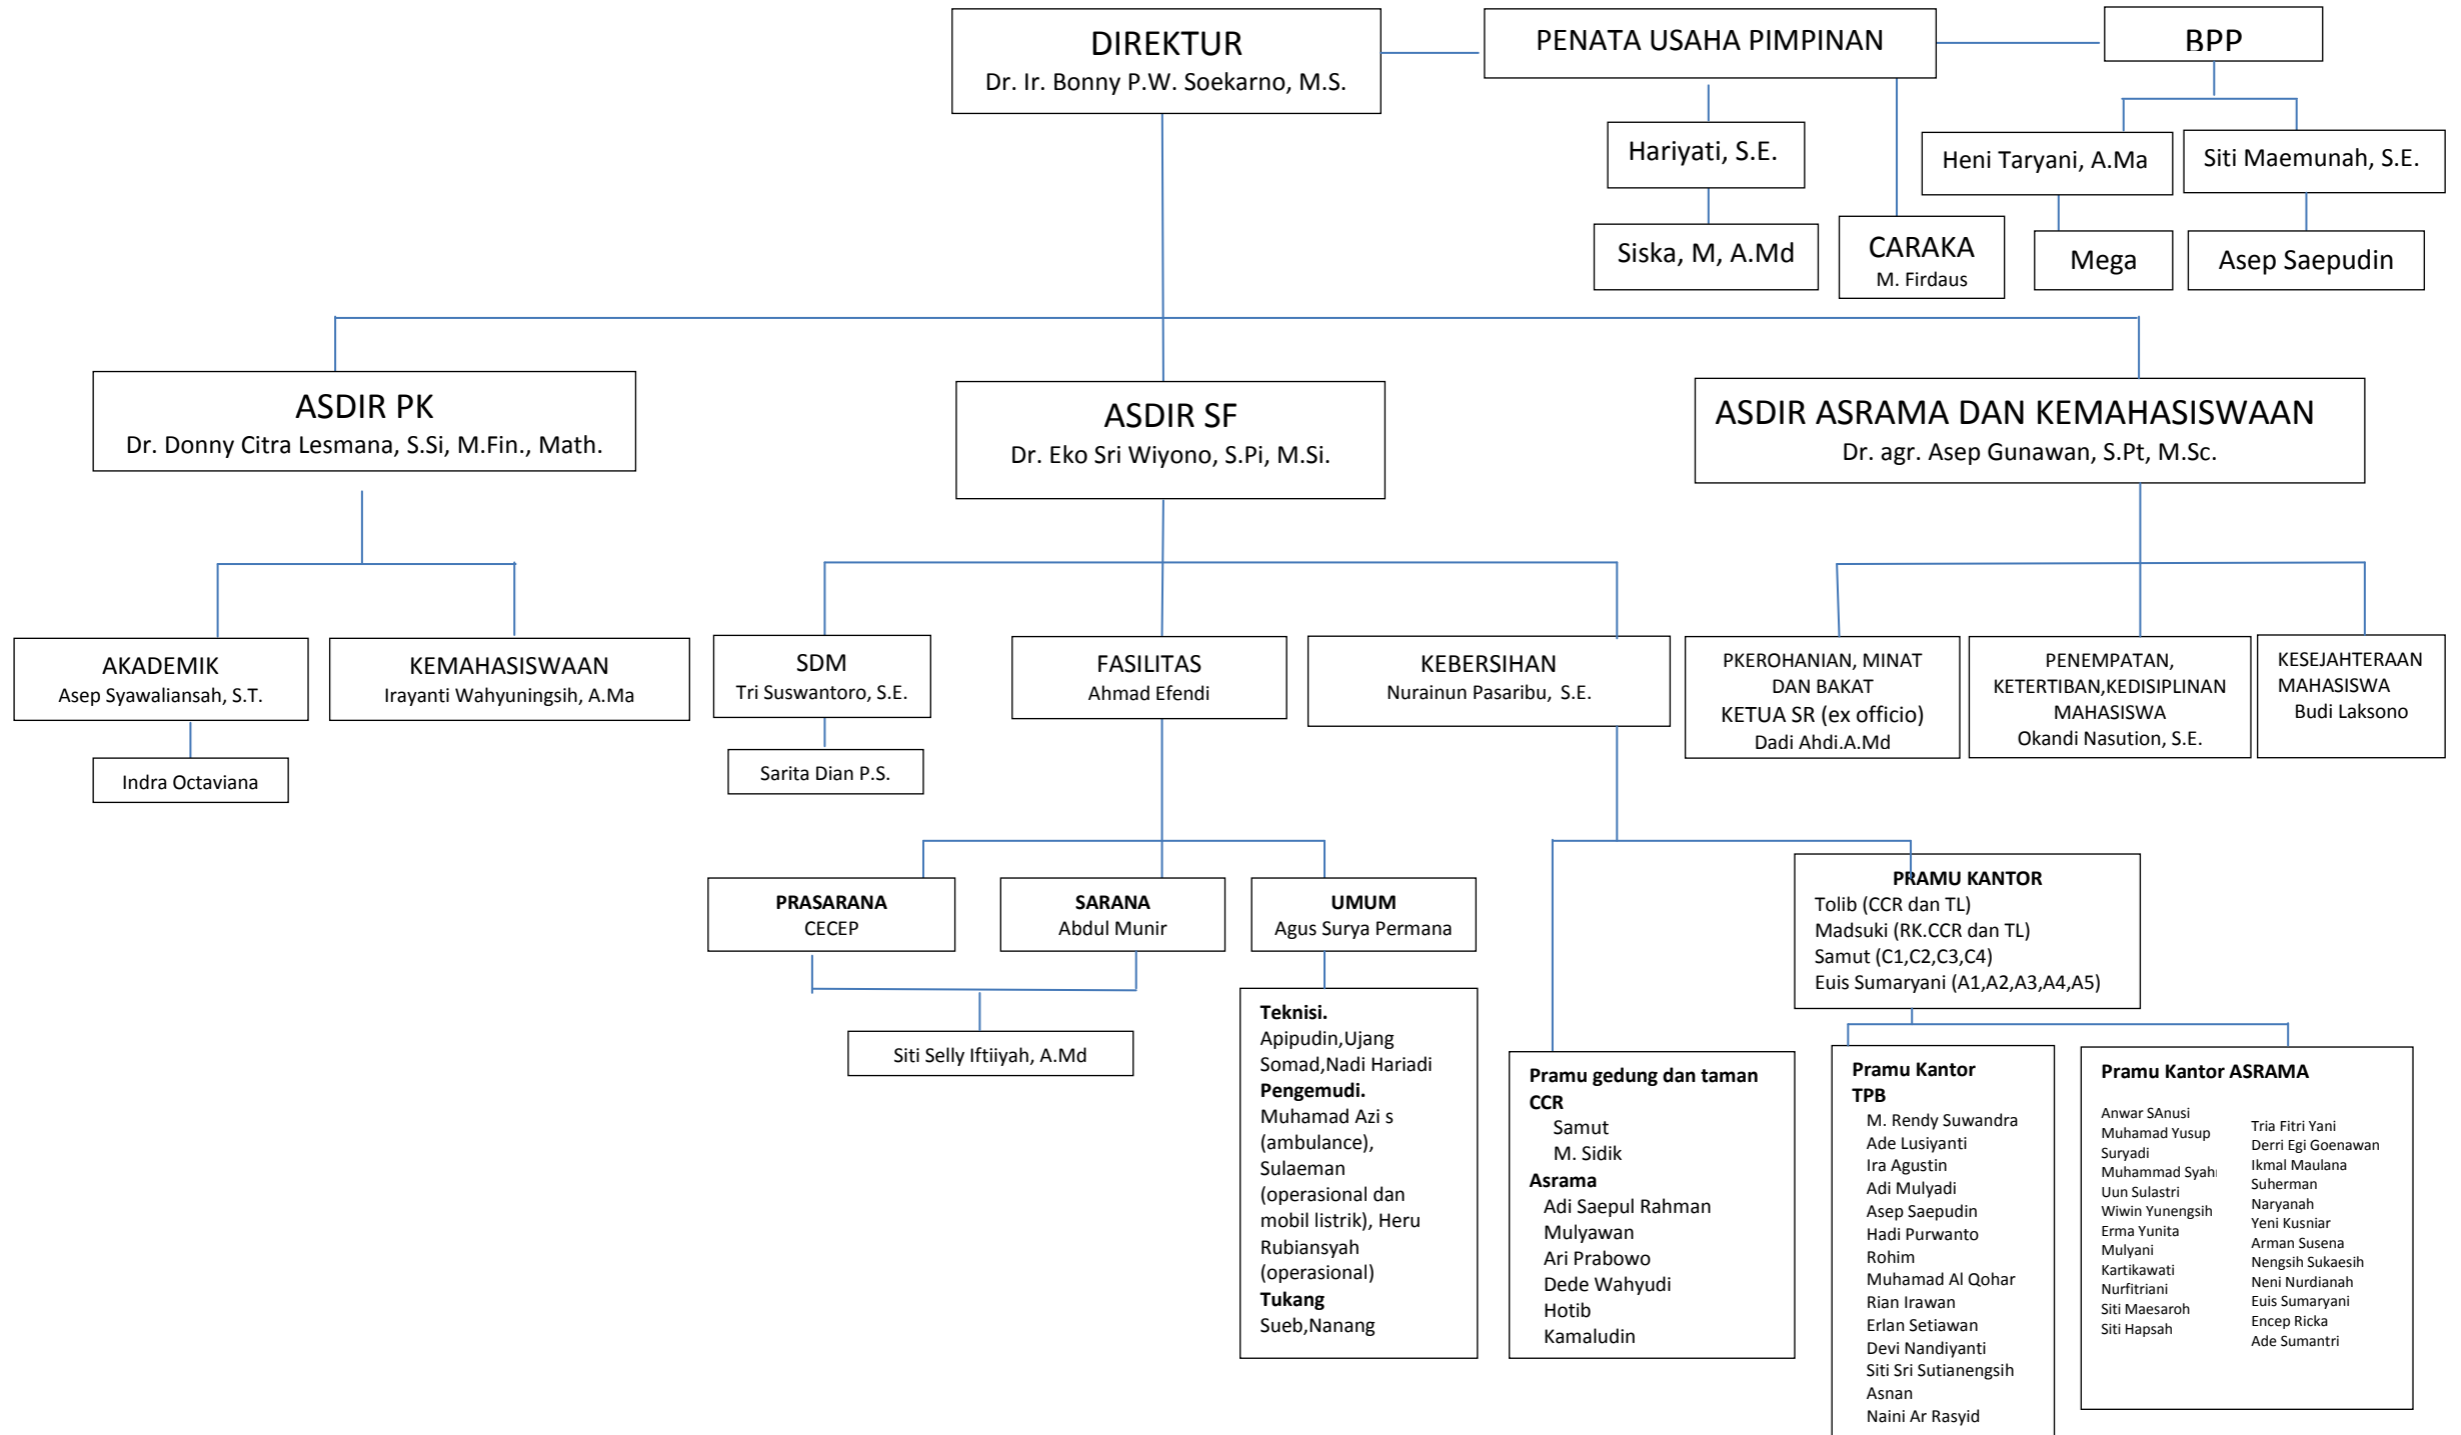 DIREKTUR
Dr. Ir. Bonny P.W. Soekarno, M.S.
PENATA USAHA PIMPINAN
BPP
Hariyati, S.E.
Heni Taryani, A.Ma
Siti Maemunah, S.E.
Siska, M, A.Md
CARAKA
M. Firdaus
Mega
Asep Saepudin
ASDIR PK
Dr. Donny Citra Lesmana, S.Si, M.Fin., Math.
ASDIR SF
Dr. Eko Sri Wiyono, S.Pi, M.Si.
ASDIR ASRAMA DAN KEMAHASISWAAN
Dr. agr. Asep Gunawan, S.Pt, M.Sc.
AKADEMIK
Asep Syawaliansah, S.T.
KEMAHASISWAAN
Irayanti Wahyuningsih, A.Ma
SDM
Tri Suswantoro, S.E.
FASILITAS
Ahmad Efendi
KEBERSIHAN
Nurainun Pasaribu, S.E.
PKEROHANIAN, MINAT
DAN BAKAT
KETUA SR (ex officio)
Dadi Ahdi.A.Md
PENEMPATAN,
KETERTIBAN,KEDISIPLINAN
MAHASISWA
Okandi Nasution, S.E.
KESEJAHTERAAN
MAHASISWA
Budi Laksono
Indra Octaviana
Sarita Dian P.S.
PRASARANA
CECEP
SARANA
Abdul Munir
UMUM
Agus Surya Permana
PRAMU KANTOR
Tolib (CCR dan TL)
Madsuki (RK.CCR dan TL)
Samut (C1,C2,C3,C4)
Euis Sumaryani (A1,A2,A3,A4,A5)
Siti Selly Iftiiyah, A.Md
Teknisi.
Apipudin,Ujang
Somad,Nadi Hariadi
Pengemudi.
Muhamad Azi s
(ambulance),
Sulaeman
(operasional dan
mobil listrik), Heru
Rubiansyah
(operasional)
Tukang
Sueb,Nanang
Pramu gedung dan taman
CCR
Samut
M. Sidik
Asrama
Adi Saepul Rahman
Mulyawan
Ari Prabowo
Dede Wahyudi
Hotib
Kamaludin
Pramu Kantor
TPB
M. Rendy Suwandra
Ade Lusiyanti
Ira Agustin
Adi Mulyadi
Asep Saepudin
Hadi Purwanto
Rohim
Muhamad Al Qohar
Rian Irawan
Erlan Setiawan
Devi Nandiyanti
Siti Sri Sutianengsih
Asnan
Naini Ar Rasyid
Pramu Kantor ASRAMA
Anwar SAnusi
Muhamad Yusup
Suryadi
Muhammad
Uun Sulastri
Wiwin Yunengsih
Erma Yunita
Mulyani
Kartikawati
Nurfitriani
Siti Maesaroh
Siti Hapsah
Tria Fitri Yani
Derri Egi Goenawan
Ikmal Maulana
Suherman
Naryanah
Yeni Kusniar
Arman Susena
Nengsih Sukaesih
Neni Nurdianah
Euis Sumaryani
Encep Ricka
Ade Sumantri